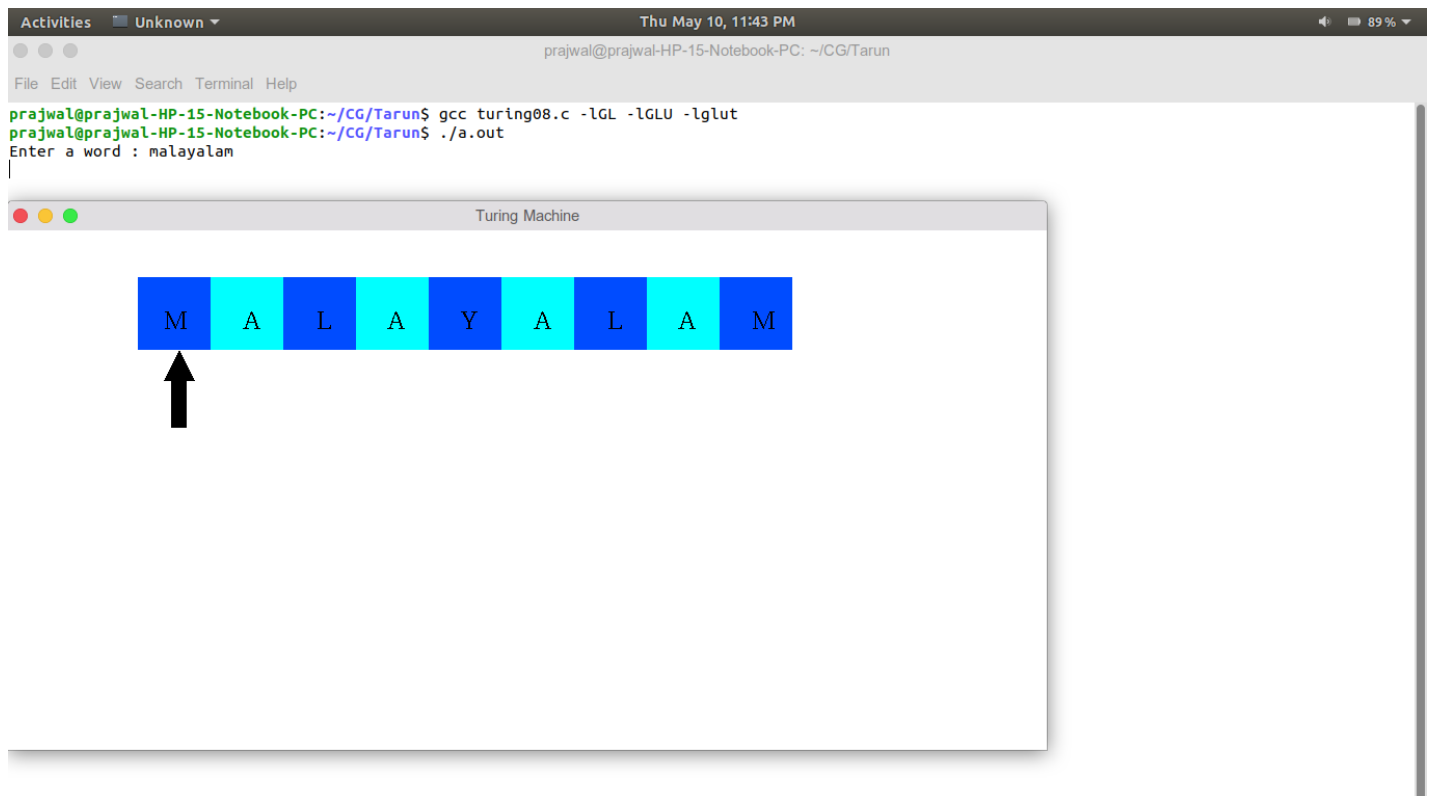 Activities Unknown Thu May 10, 11:43 PM 89 %
prajwal@prajwal-HP-15-Notebook-PC: ~/CG/Tarun
File Edit View Search Terminal Help
prajwal@prajwal-HP-15-Notebook-PC:~/CG/Tarun$ gcc turing08.c -lGL -lGLU -lglut
prajwal@prajwal-HP-15-Notebook-PC:~/CG/Tarun$ ./a.out
Enter a word : malayalam
Turing Machine
M A L A Y A L A M